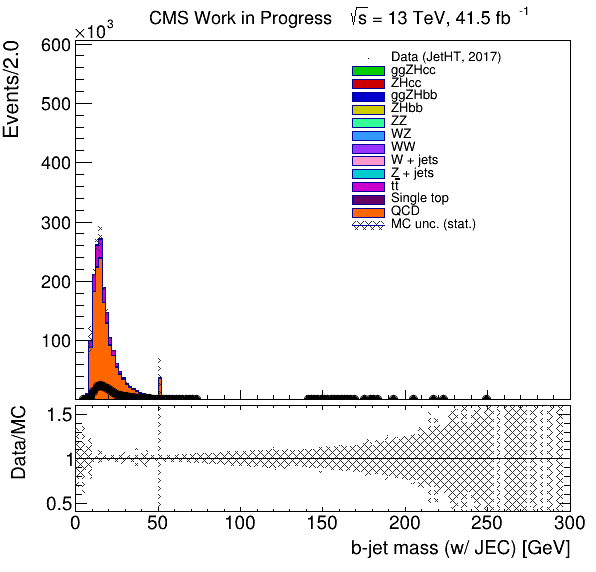 CMS Work in Progress √s = 13 TeV, 41.5 fb⁻¹
×10³
Events/2.0
600
500
400
300
200
100
Data (JetHT, 2017)
ggZHcc
ZHcc
ggZHbb
ZHbb
ZZ
WZ
WW
W + jets
Z + jets
tt̅
Single top
QCD
MC unc. (stat.)
Data/MC
1.5
1
0.5
0 50 100 150 200 250 300
b-jet mass (w/ JEC) [GeV]